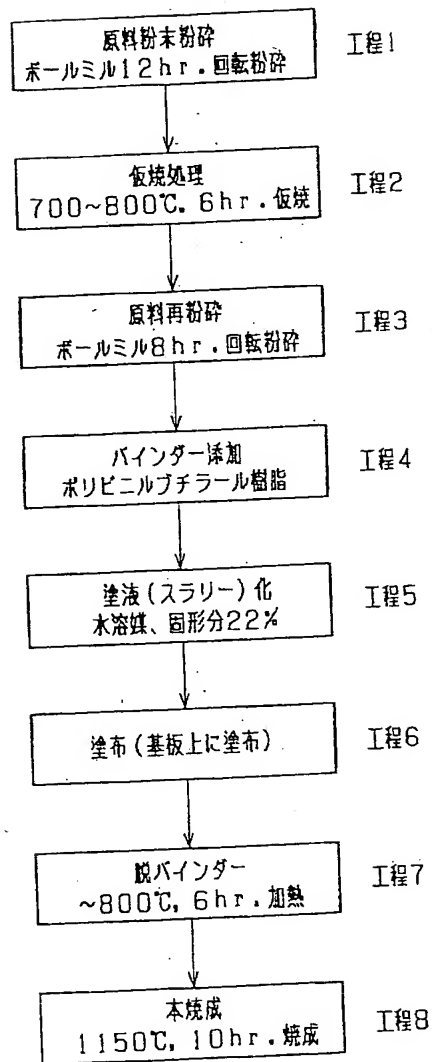 原料粉末粉砕
ボールミル12hr.回転粉砕
工程1
仮焼処理
700~800℃.6hr.仮焼
工程2
原料再粉砕
ボールミル8hr.回転粉砕
工程3
バインダー添加
ポリビニルブチラール樹脂
工程4
塗液(スラリー)化
水溶媒、固形分22%
工程5
塗布(基板上に塗布)
工程6
脱バインダー
~800℃,6hr.加熱
工程7
本焼成
1150℃,10hr.焼成
工程8